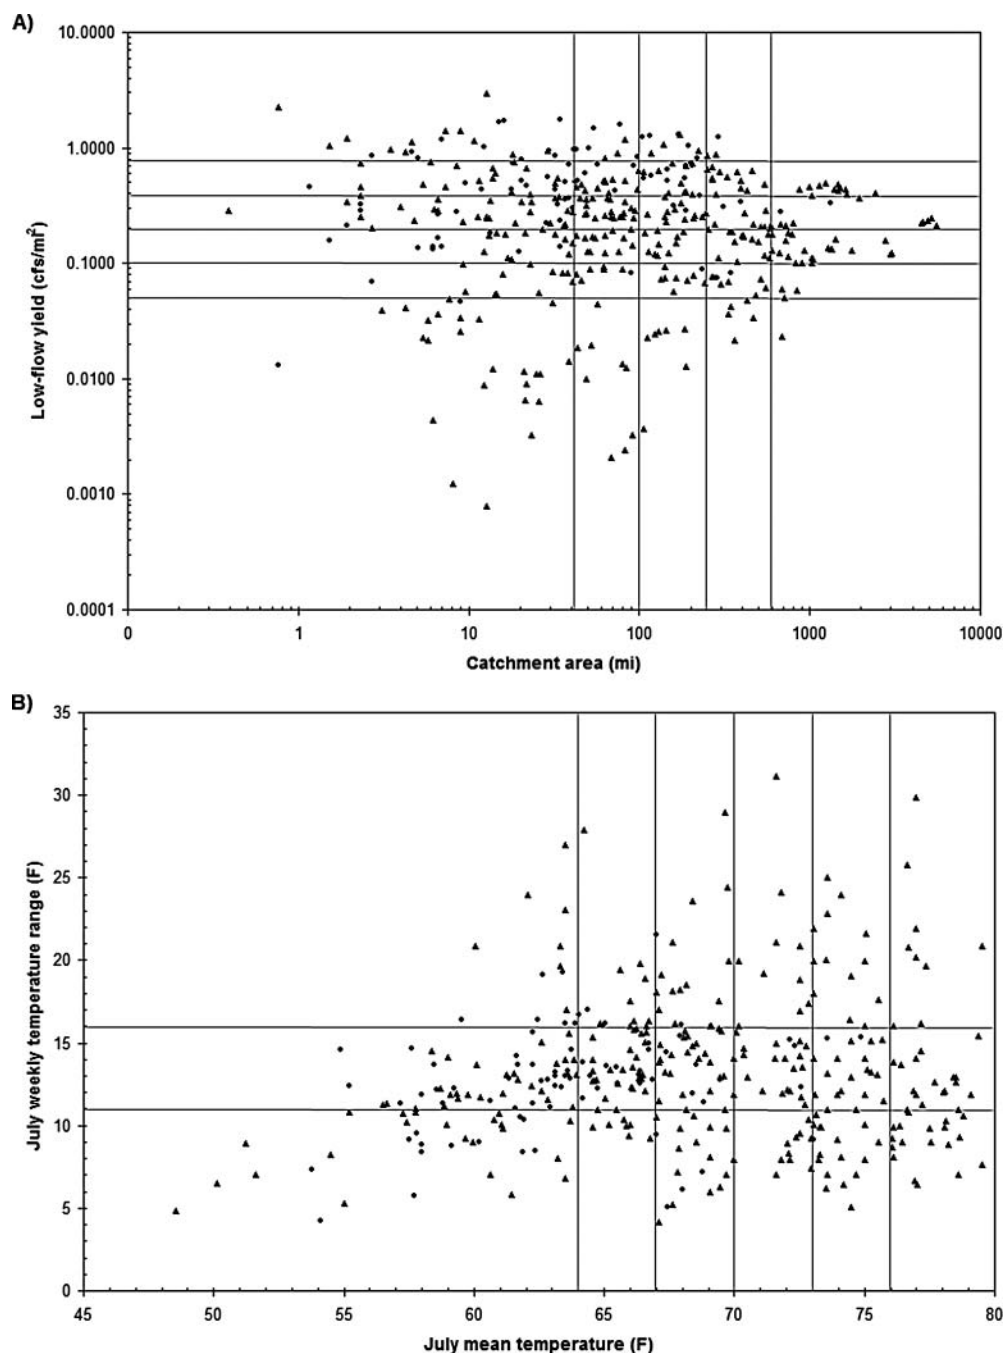 A)
10.0000
1.0000
0.1000
0.0100
0.0010
0.0001
Low-flow yield (cfs/mi²)
0 1 10 100 1000 10000
Catchment area (mi)
B)
35
30
25
20
15
10
5
0
July weekly temperature range (F)
45 50 55 60 65 70 75 80
July mean temperature (F)